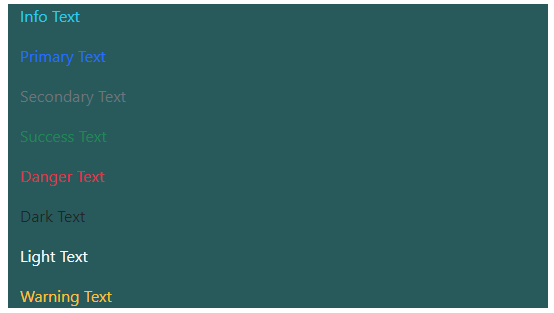 Info Text
Primary Text
Secondary Text
Success Text
Danger Text
Dark Text
Light Text
Warning Text